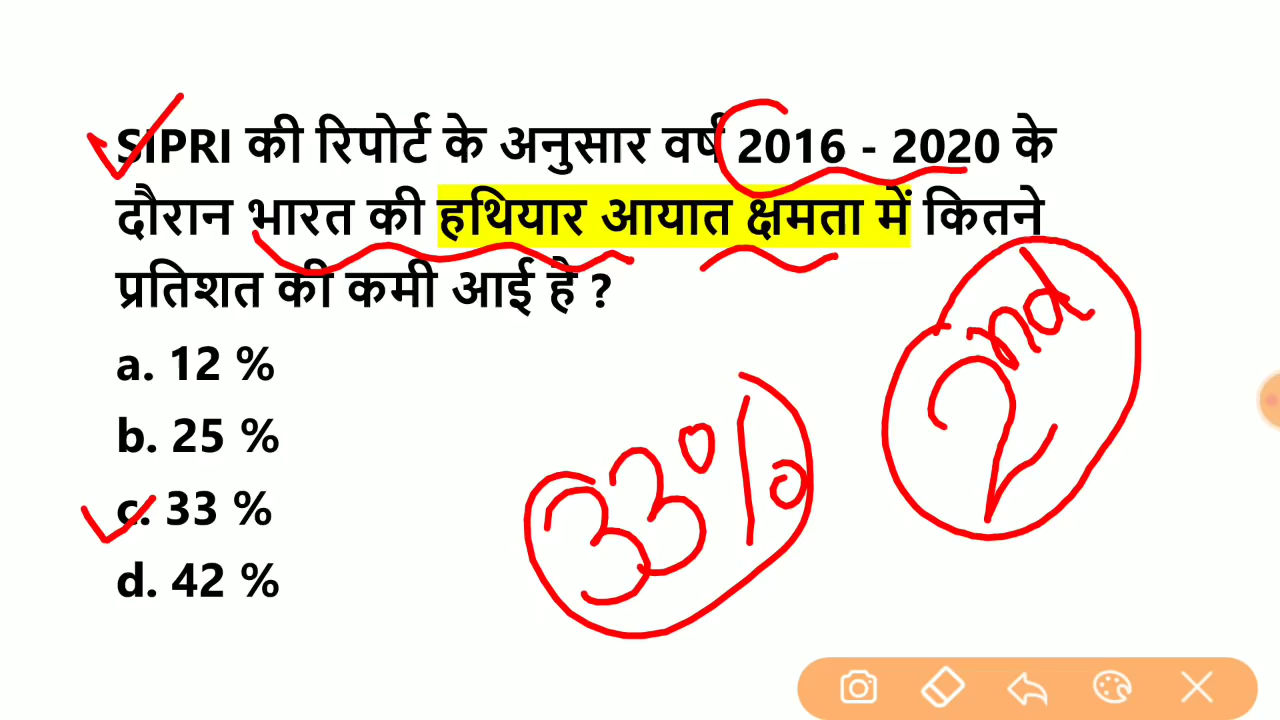 SIPRI की रिपोर्ट के अनुसार वर्ष 2016 - 2020 के
दौरान भारत की हथियार आयात क्षमता में कितने
प्रतिशत की कमी आई है ?
a. 12 %
b. 25 %
c. 33 %
d. 42 %
33%
2nd